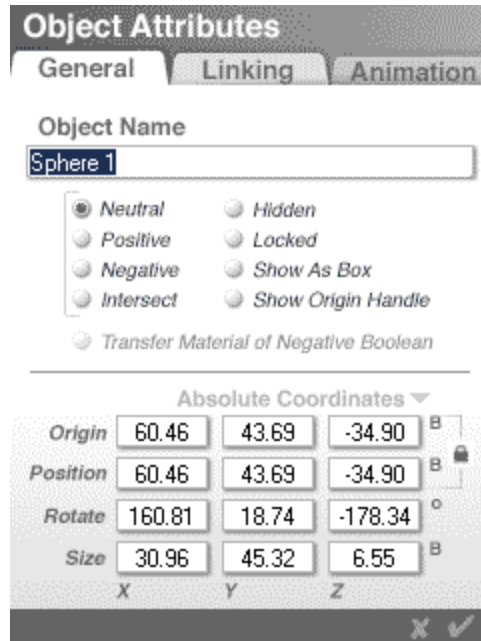 Object Attributes
General Linking Animation
Object Name
Sphere 1
Neutral Hidden
Positive Locked
Negative Show As Box
Intersect Show Origin Handle
Transfer Material of Negative Boolean
Absolute Coordinates
Origin 60.46 43.69 -34.90 B
Position 60.46 43.69 -34.90 B
Rotate 160.81 18.74 -178.34 °
Size 30.96 45.32 6.55 B
X Y Z